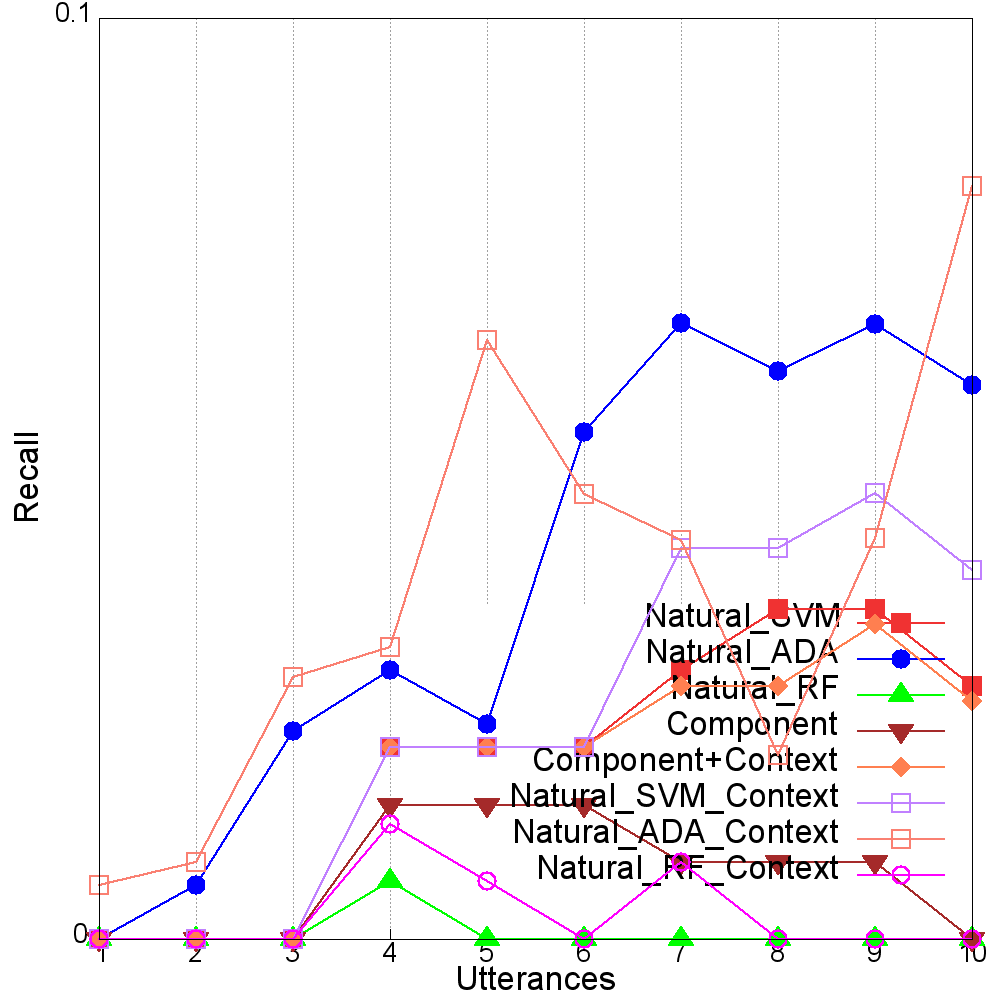 0.1
Recall
Natural_SVM
Natural_ADA
Natural_RF
Component
Component+Context
Natural_SVM_Context
Natural_ADA_Context
Natural_RF_Context
0
1 2 3 4 5 6 7 8 9 10
Utterances